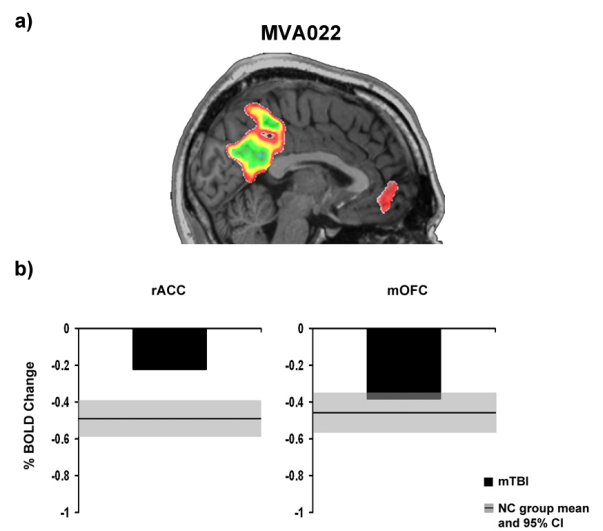 a)
MVA022
b)
rACC
mOFC
% BOLD Change
0
-0.2
-0.4
-0.6
-0.8
-1
0
-0.2
-0.4
-0.6
-0.8
-1
mTBI
NC group mean
and 95% CI